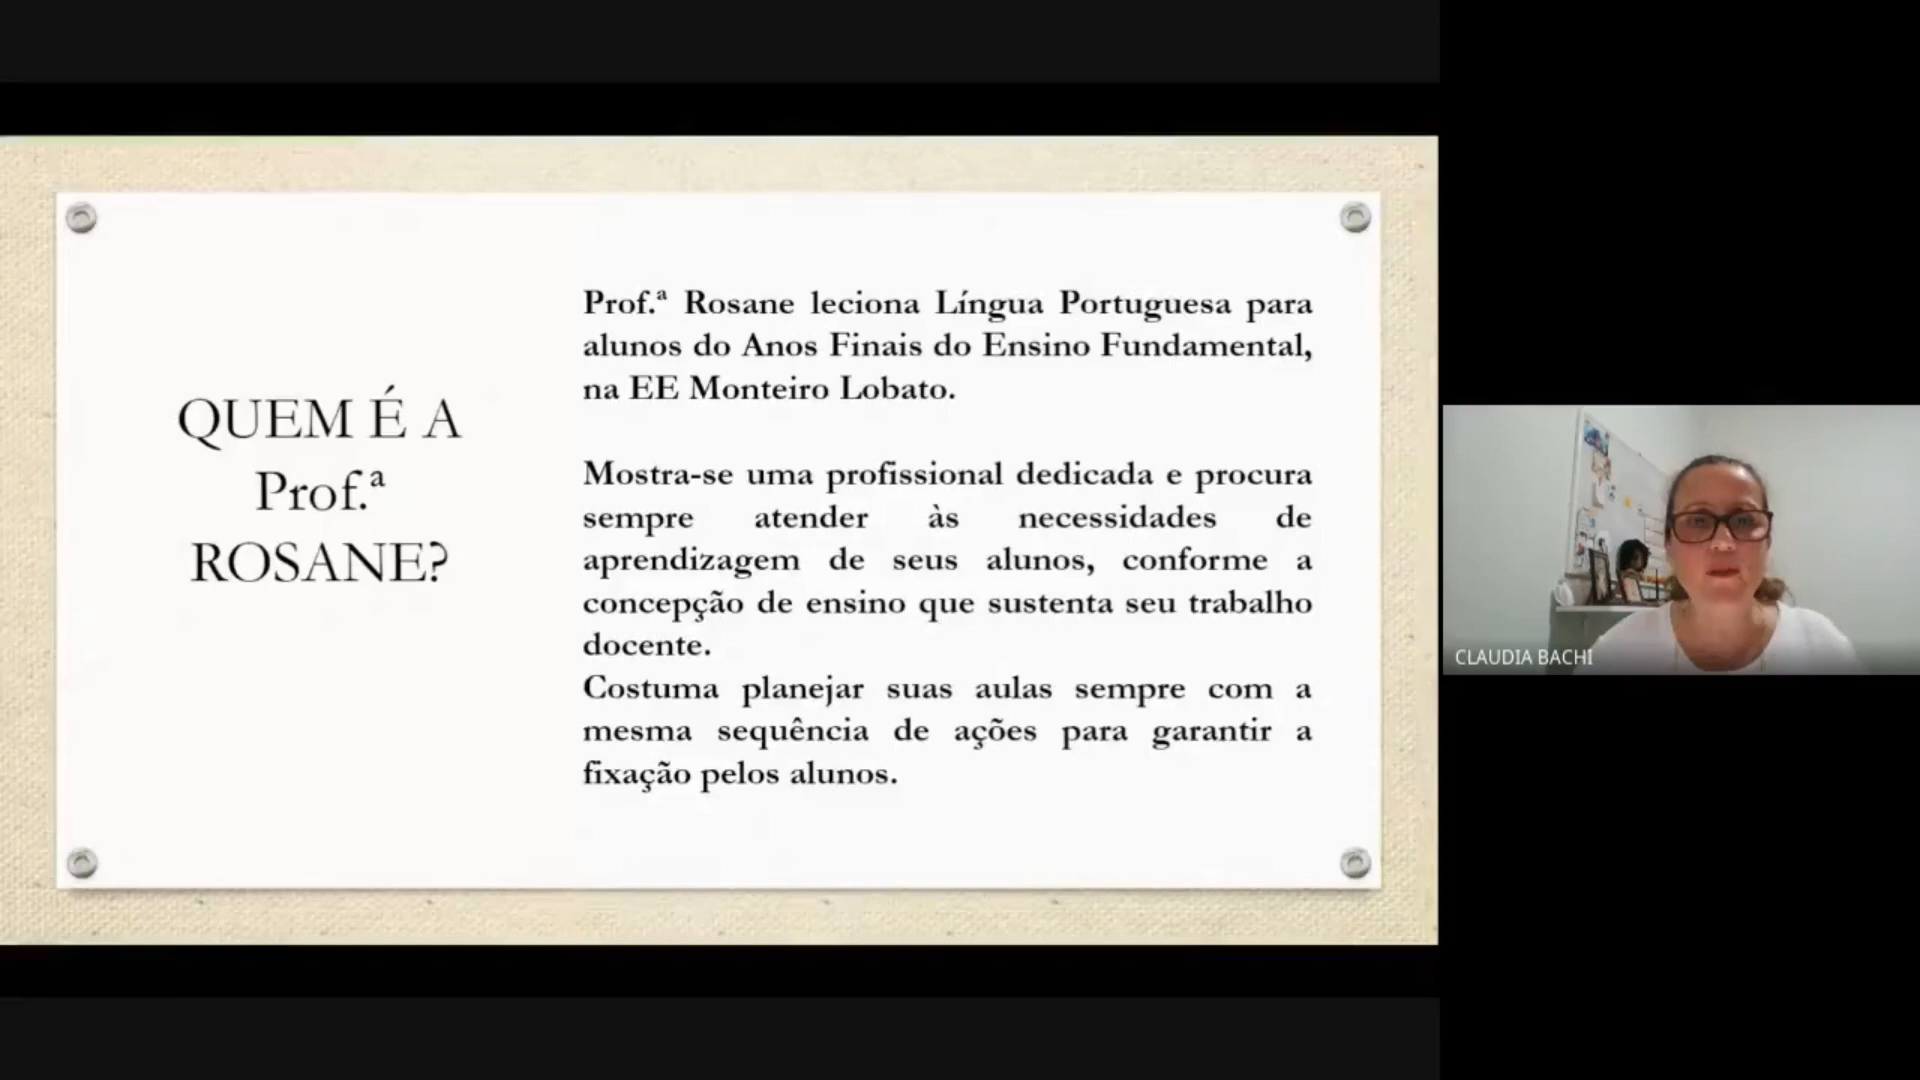 QUEM É A
Prof.ª
ROSANE?
Prof.ª Rosane leciona Língua Portuguesa para
alunos do Anos Finais do Ensino Fundamental,
na EE Monteiro Lobato.
Mostra-se uma profissional dedicada e procura
sempre atender às necessidades de
aprendizagem de seus alunos, conforme a
concepção de ensino que sustenta seu trabalho
docente.
Costuma planejar suas aulas sempre com a
mesma sequência de ações para garantir a
fixação pelos alunos.
CLAUDIA BACHI